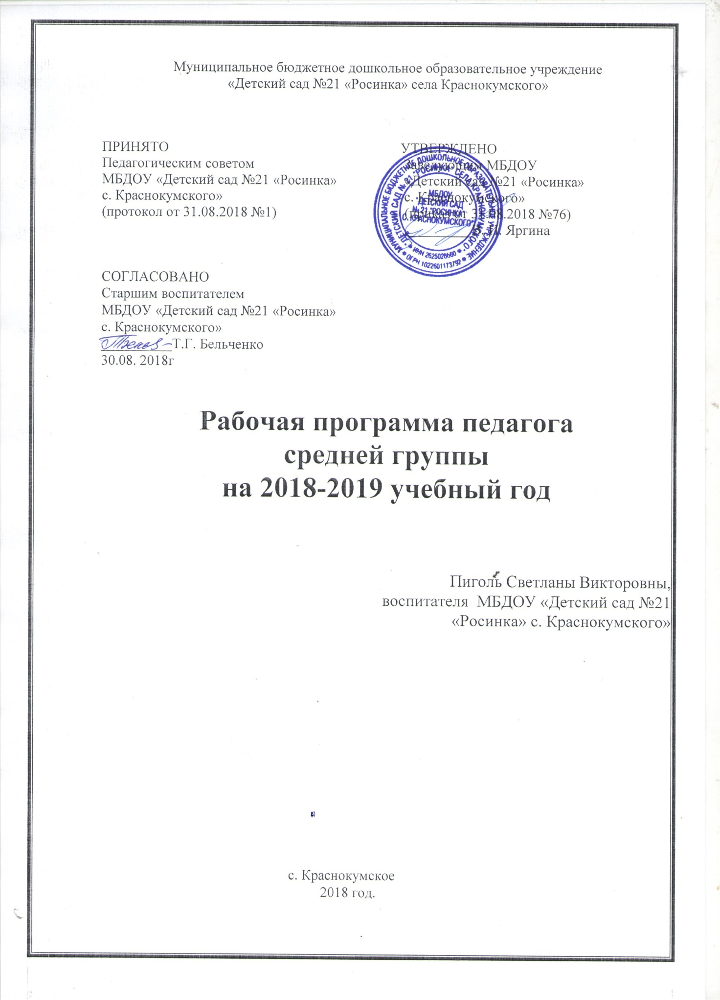 Муниципальное бюджетное дошкольное образовательное учреждение
«Детский сад №21 «Росинка» села Краснокумского»
ПРИНЯТО
Педагогическим советом
МБДОУ «Детский сад №21 «Росинка»
с. Краснокумского»
(протокол от 31.08.2018 №1)
УТВЕРЖДЕНО
Заведующим МБДОУ
«Детский сад №21 «Росинка»
с. Краснокумского»
(приказ от 31.08.2018 №76)
И. Яргина
МУНИЦИПАЛЬНОЕ БЮДЖЕТНОЕ ДОШКОЛЬНОЕ ОБРАЗОВАТЕЛЬНОЕ УЧРЕЖДЕНИЕ * ОГРН 1022601173792 *
"ДЕТСКИЙ САД № 21 "РОСИНКА" СЕЛА КРАСНОКУМСКОГО" * ИНН 2625028660 *
МБДОУ
"ДЕТСКИЙ САД
№ 21 "РОСИНКА"
С. КРАСНОКУМСКОГО"
СОГЛАСОВАНО
Старшим воспитателем
МБДОУ «Детский сад №21 «Росинка»
с. Краснокумского»
Т.Г. Бельченко
30.08. 2018г
Рабочая программа педагога
средней группы
на 2018-2019 учебный год
Пиголь Светланы Викторовны,
воспитателя МБДОУ «Детский сад №21
«Росинка» с. Краснокумского»
с. Краснокумское
2018 год.